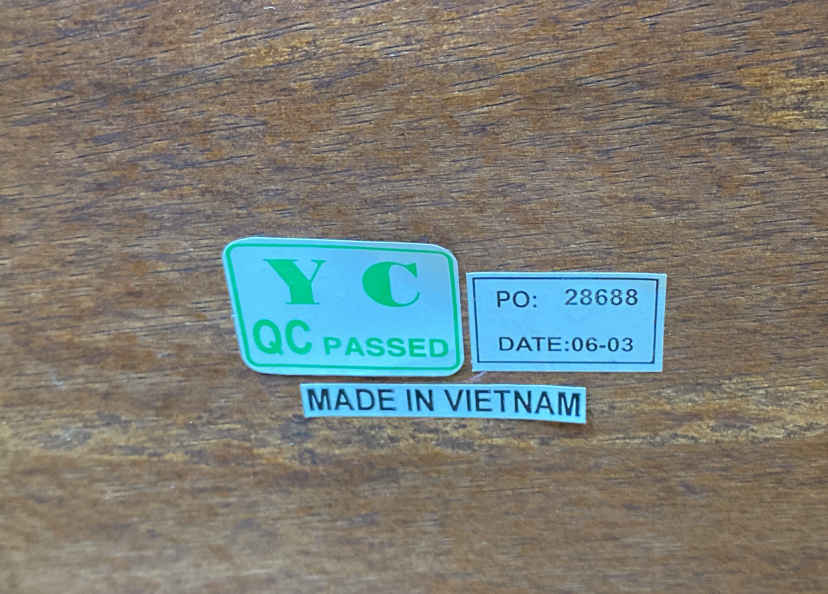 Y C
QC PASSED
PO: 28688
DATE:06-03
MADE IN VIETNAM